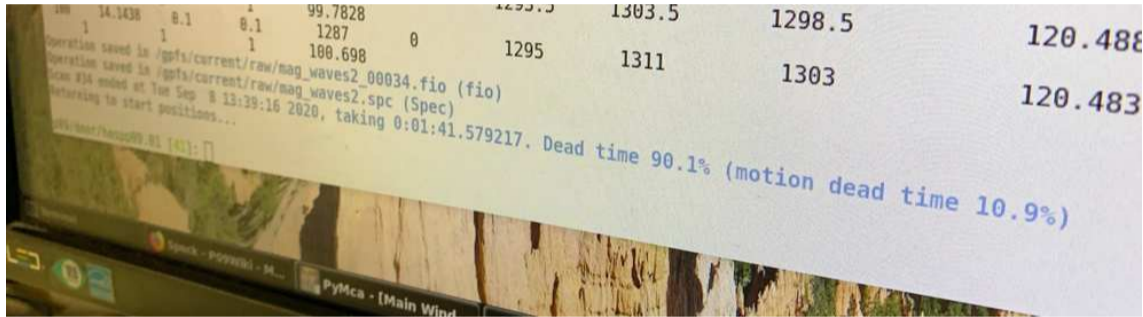 100 14.1438 0.1 0.1 99.7828 1303.5 1298.5 120.488
1 1 1 1287 0 1295 1311 1303 120.483
100.698
Operation saved in /gpfs/current/raw/mag_waves2_00034.fio (fio)
Operation saved in /gpfs/current/raw/mag_waves2.spc (Spec)
Scan #34 ended at Tue Sep 8 13:39:16 2020, taking 0:01:41.579217. Dead time 90.1% (motion dead time 10.9%)
Returning to start positions...
[41]:
Speck - P09Wiki - M...
PyMca - [Main Wind